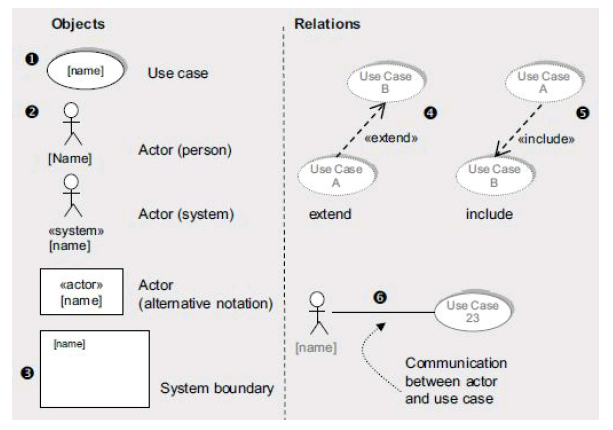 Objects
❶
[name]
Use case
❷
[Name]
Actor (person)
«system»
[name]
Actor (system)
«actor»
[name]
Actor
(alternative notation)
❸
[name]
System boundary
Relations
Use Case
B
❹
«extend»
Use Case
A
extend
Use Case
A
❺
«include»
Use Case
B
include
❻
[name]
Use Case
23
Communication
between actor
and use case